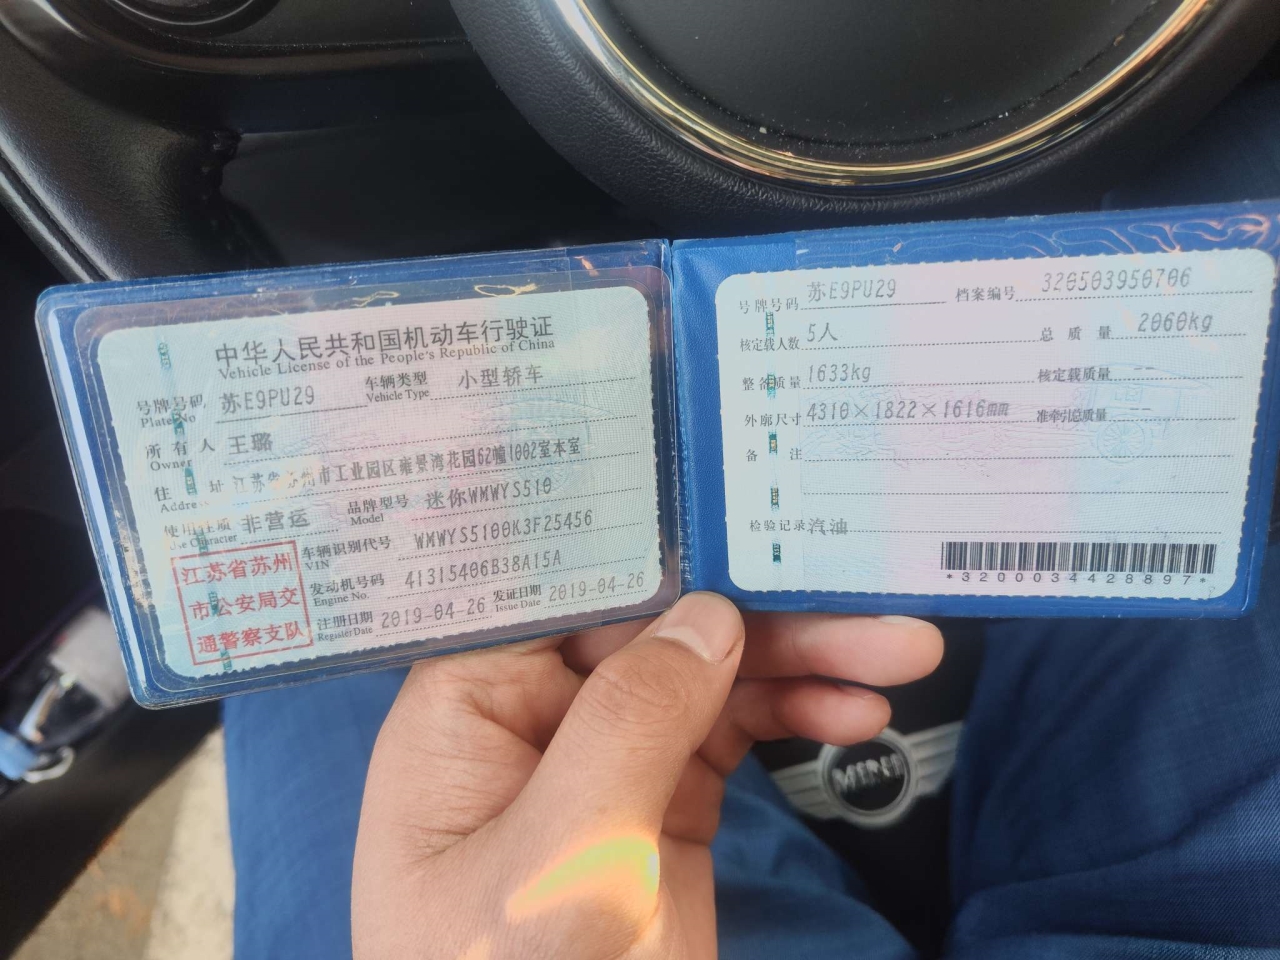 中华人民共和国机动车行驶证
Vehicle License of the People's Republic of China
号牌号码 苏E9PU29 车辆类型 小型轿车
Plate No Vehicle Type
所有人 王璐
Owner
住址 江苏省苏州市工业园区雍景湾花园62幢1002室本室
Address
使用性质 非营运 品牌型号 迷你WMWYS510
Use Character Model
车辆识别代号 WMWYS5100K3F25456
VIN
发动机号码 41315406B38A15A
Engine No.
注册日期 2019-04-26 发证日期 2019-04-26
Register Date Issue Date
江苏省苏州
市公安局交
通警察支队
号牌号码 苏E9PU29 档案编号 320503950706
核定载人数 5人 总质量 2060kg
整备质量 1633kg 核定载质量 --
外廓尺寸 4310×1822×1616mm 准牵引总质量 --
备注
检验记录 汽油
*3200034428897*
MINI